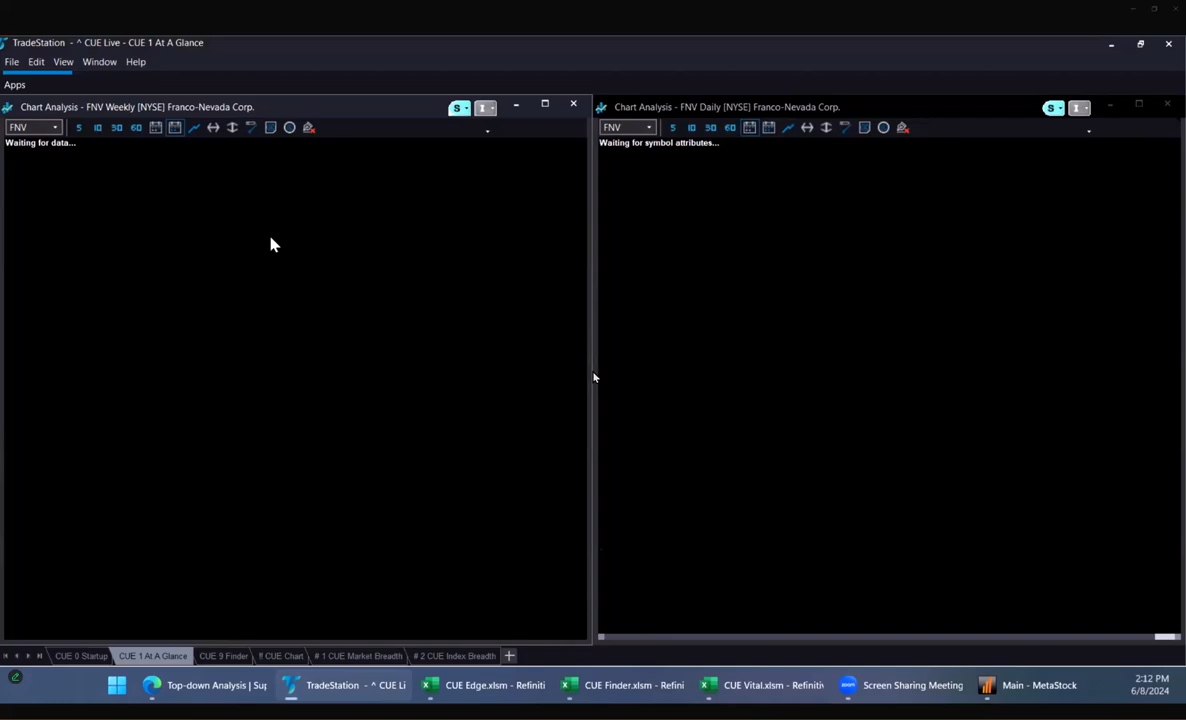 TradeStation - ^ CUE Live - CUE 1 At A Glance
File Edit View Window Help
Apps
Chart Analysis - FNV Weekly [NYSE] Franco-Nevada Corp. S I
FNV 5 10 30 60
Waiting for data...
Chart Analysis - FNV Daily [NYSE] Franco-Nevada Corp. S I
FNV 5 10 30 60
Waiting for symbol attributes...
CUE 0 Startup CUE 1 At A Glance CUE 9 Finder !! CUE Chart # 1 CUE Market Breadth # 2 CUE Index Breadth
Top-down Analysis | Sup TradeStation - ^ CUE Li CUE Edge.xlsm - Refiniti CUE Finder.xlsm - Refini CUE Vital.xlsm - Refinitiv zoom Screen Sharing Meeting Main - MetaStock
2:12 PM
6/8/2024